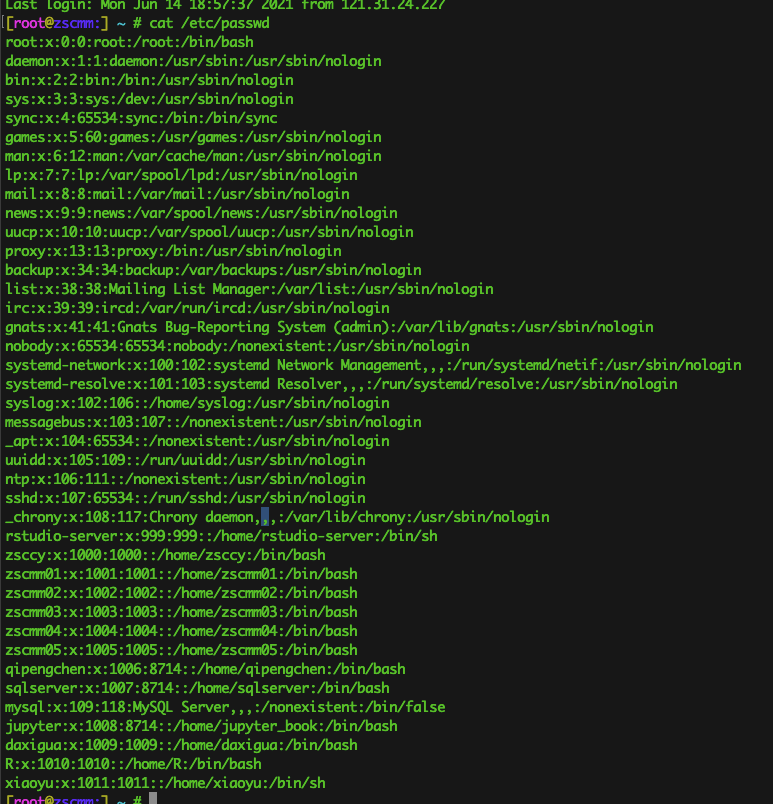 Last login: Mon Jun 14 18:57:37 2021 from 121.31.24.227
[root@zscmm:] ~ # cat /etc/passwd
root:x:0:0:root:/root:/bin/bash
daemon:x:1:1:daemon:/usr/sbin:/usr/sbin/nologin
bin:x:2:2:bin:/bin:/usr/sbin/nologin
sys:x:3:3:sys:/dev:/usr/sbin/nologin
sync:x:4:65534:sync:/bin:/bin/sync
games:x:5:60:games:/usr/games:/usr/sbin/nologin
man:x:6:12:man:/var/cache/man:/usr/sbin/nologin
lp:x:7:7:lp:/var/spool/lpd:/usr/sbin/nologin
mail:x:8:8:mail:/var/mail:/usr/sbin/nologin
news:x:9:9:news:/var/spool/news:/usr/sbin/nologin
uucp:x:10:10:uucp:/var/spool/uucp:/usr/sbin/nologin
proxy:x:13:13:proxy:/bin:/usr/sbin/nologin
backup:x:34:34:backup:/var/backups:/usr/sbin/nologin
list:x:38:38:Mailing List Manager:/var/list:/usr/sbin/nologin
irc:x:39:39:ircd:/var/run/ircd:/usr/sbin/nologin
gnats:x:41:41:Gnats Bug-Reporting System (admin):/var/lib/gnats:/usr/sbin/nologin
nobody:x:65534:65534:nobody:/nonexistent:/usr/sbin/nologin
systemd-network:x:100:102:systemd Network Management,,,:/run/systemd/netif:/usr/sbin/nologin
systemd-resolve:x:101:103:systemd Resolver,,,:/run/systemd/resolve:/usr/sbin/nologin
syslog:x:102:106::/home/syslog:/usr/sbin/nologin
messagebus:x:103:107::/nonexistent:/usr/sbin/nologin
_apt:x:104:65534::/nonexistent:/usr/sbin/nologin
uuidd:x:105:109::/run/uuidd:/usr/sbin/nologin
ntp:x:106:111::/nonexistent:/usr/sbin/nologin
sshd:x:107:65534::/run/sshd:/usr/sbin/nologin
_chrony:x:108:117:Chrony daemon,,,:/var/lib/chrony:/usr/sbin/nologin
rstudio-server:x:999:999::/home/rstudio-server:/bin/sh
zsccy:x:1000:1000::/home/zsccy:/bin/bash
zscmm01:x:1001:1001::/home/zscmm01:/bin/bash
zscmm02:x:1002:1002::/home/zscmm02:/bin/bash
zscmm03:x:1003:1003::/home/zscmm03:/bin/bash
zscmm04:x:1004:1004::/home/zscmm04:/bin/bash
zscmm05:x:1005:1005::/home/zscmm05:/bin/bash
qipengchen:x:1006:8714::/home/qipengchen:/bin/bash
sqlserver:x:1007:8714::/home/sqlserver:/bin/bash
mysql:x:109:118:MySQL Server,,,:/nonexistent:/bin/false
jupyter:x:1008:8714::/home/jupyter_book:/bin/bash
daxigua:x:1009:1009::/home/daxigua:/bin/bash
R:x:1010:1010::/home/R:/bin/bash
xiaoyu:x:1011:1011::/home/xiaoyu:/bin/sh
[root@zscmm:] ~ #